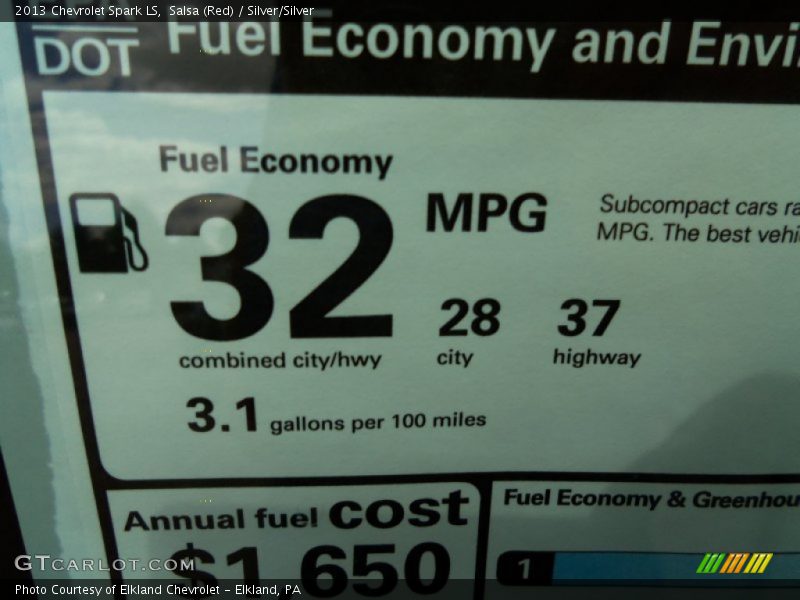 2013 Chevrolet Spark LS, Salsa (Red) / Silver/Silver
DOT Fuel Economy and Envi
Fuel Economy
32 MPG
Subcompact cars ra
MPG. The best vehi
28 37
combined city/hwy city highway
3.1 gallons per 100 miles
Annual fuel cost
$1,650
Fuel Economy & Greenhou
1
GTCARLOT.COM
Photo Courtesy of Elkland Chevrolet – Elkland, PA